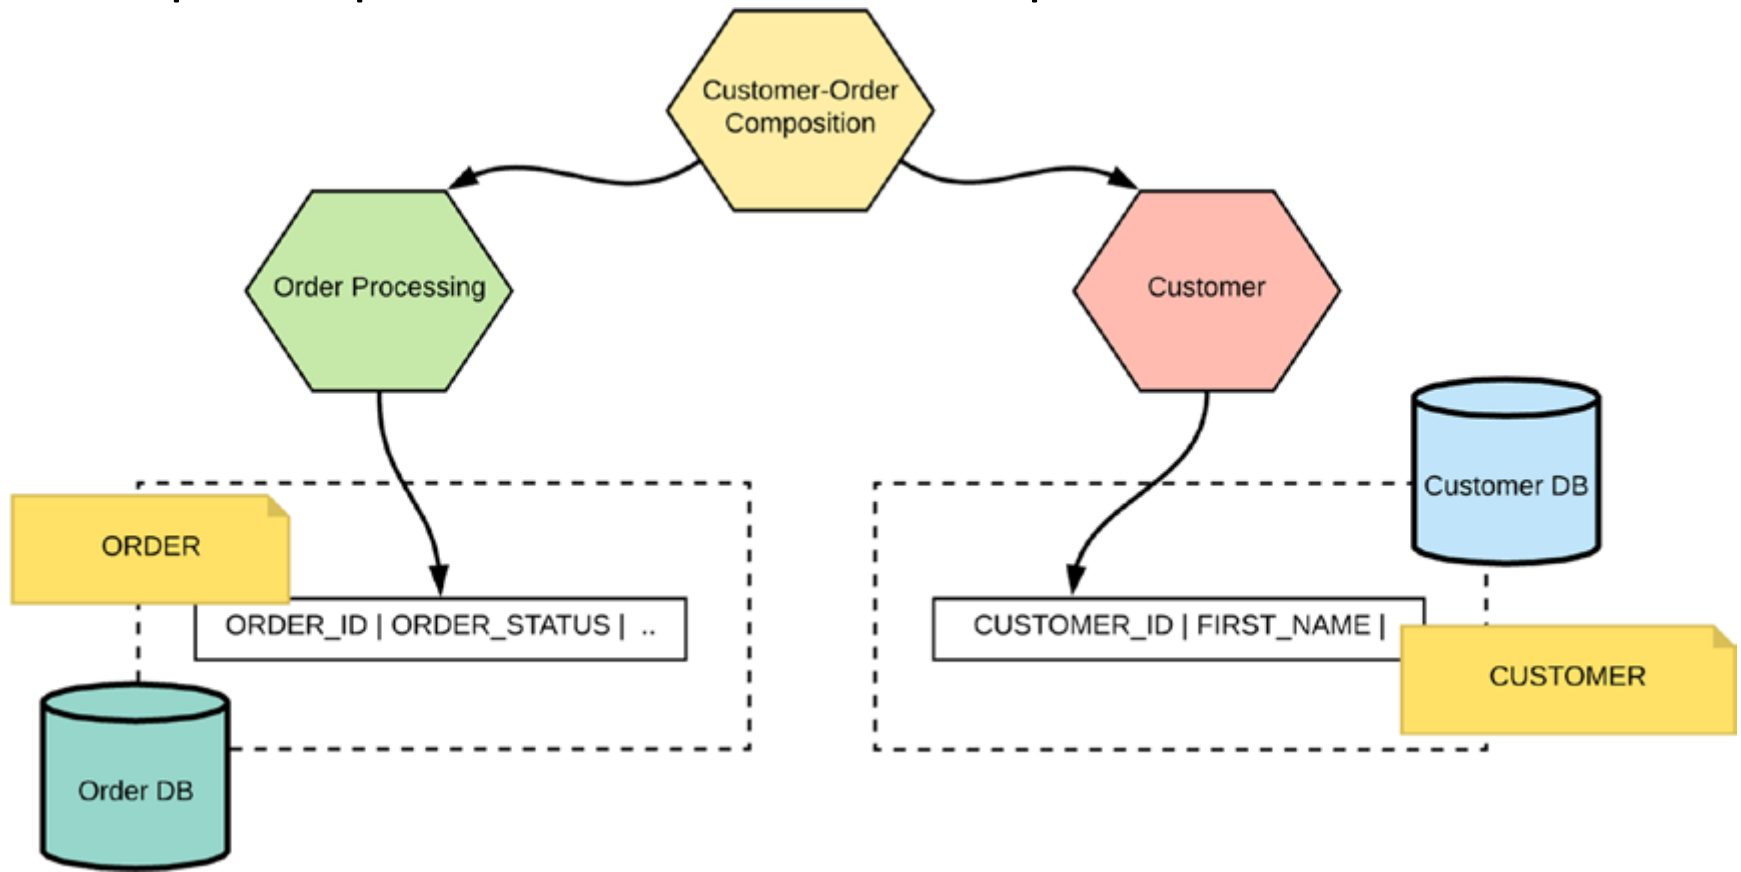 Customer-Order
Composition
Order Processing
Customer
Customer DB
ORDER
ORDER_ID | ORDER_STATUS | ..
CUSTOMER_ID | FIRST_NAME |
CUSTOMER
Order DB